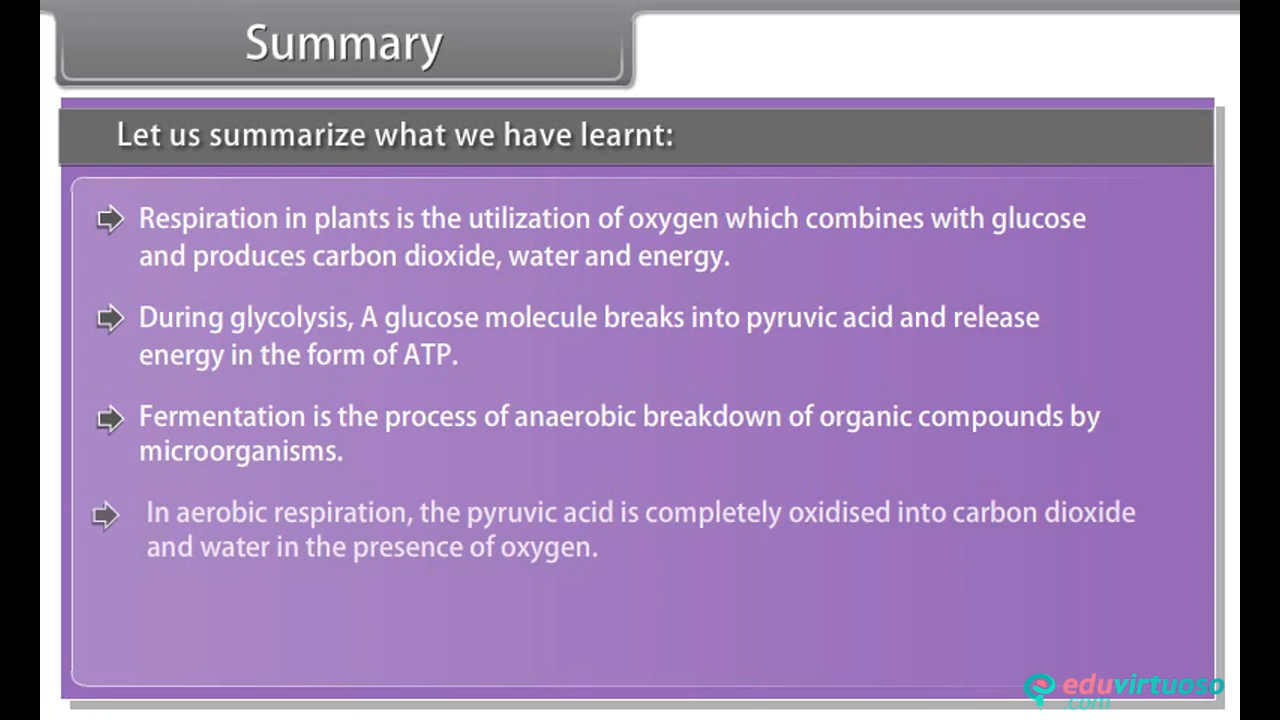 Summary
Let us summarize what we have learnt:
Respiration in plants is the utilization of oxygen which combines with glucose
and produces carbon dioxide, water and energy.
During glycolysis, A glucose molecule breaks into pyruvic acid and release
energy in the form of ATP.
Fermentation is the process of anaerobic breakdown of organic compounds by
microorganisms.
In aerobic respiration, the pyruvic acid is completely oxidised into carbon dioxide
and water in the presence of oxygen.
eduvirtuoso
.com